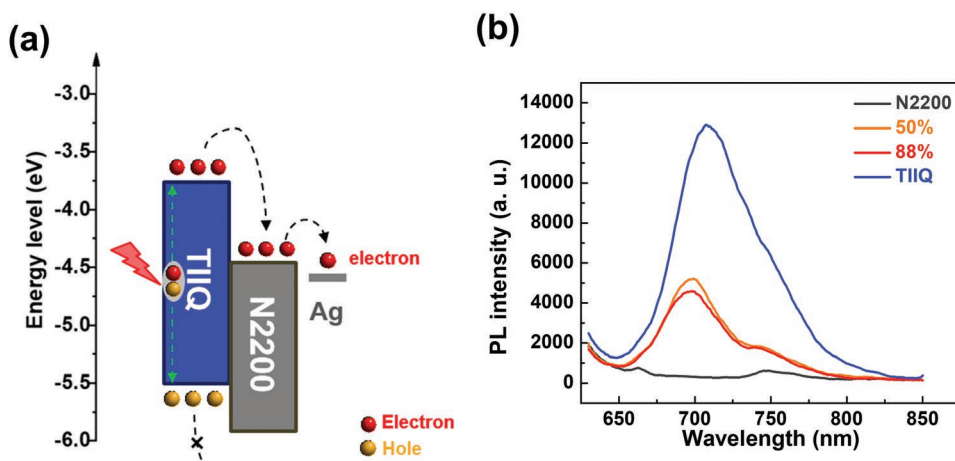 (a)
Energy level (eV)
-3.0
-3.5
-4.0
-4.5
-5.0
-5.5
-6.0
TIIQ
N2200
Ag
electron
Electron
Hole
(b)
PL intensity (a. u.)
14000
12000
10000
8000
6000
4000
2000
0
N2200
50%
88%
TIIQ
650 700 750 800 850
Wavelength (nm)